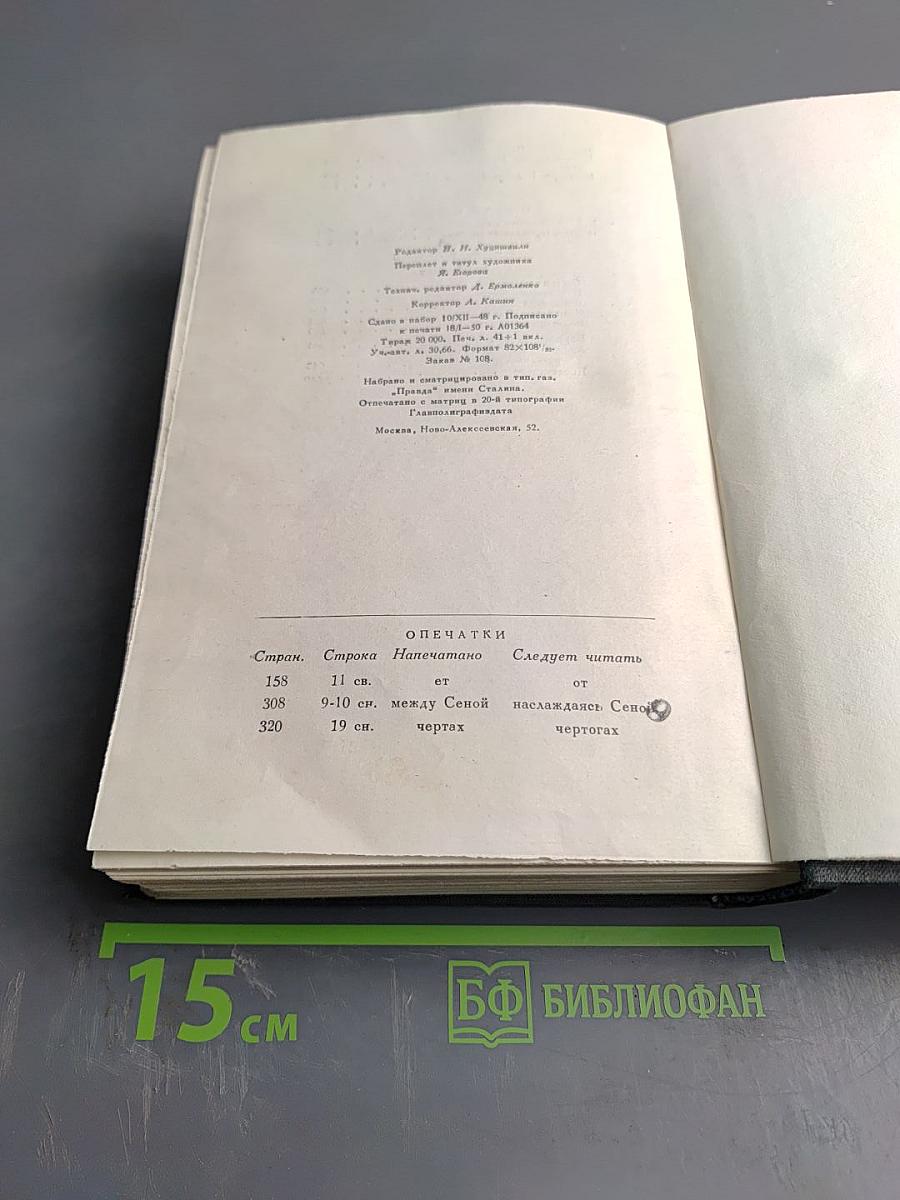 Редактор И. И. Хуцишвили
Переплет и титул художника
Я. Егорова
Технич. редактор Д. Ермоленко
Корректор А. Кашин
Сдано в набор 10/XII—48 г. Подписано
к печати 18/I—50 г. А01364
Тираж 20 000. Печ. л. 41+1 вкл.
Уч.-авт. л. 30,66. Формат 82×108¹/₃₂.
Заказ № 108.
Набрано и сматрицировано в тип. газ.
„Правда“ имени Сталина.
Отпечатано с матриц в 20-й типографии
Главполиграфиздата
Москва, Ново-Алексеевская, 52.
ОПЕЧАТКИ
Стран. Строка Напечатано Следует читать
158 11 св. ет от
308 9-10 сн. между Сеной наслаждаясь Сеной
320 19 сн. чертах чертогах
15 см БФ БИБЛИОФАН